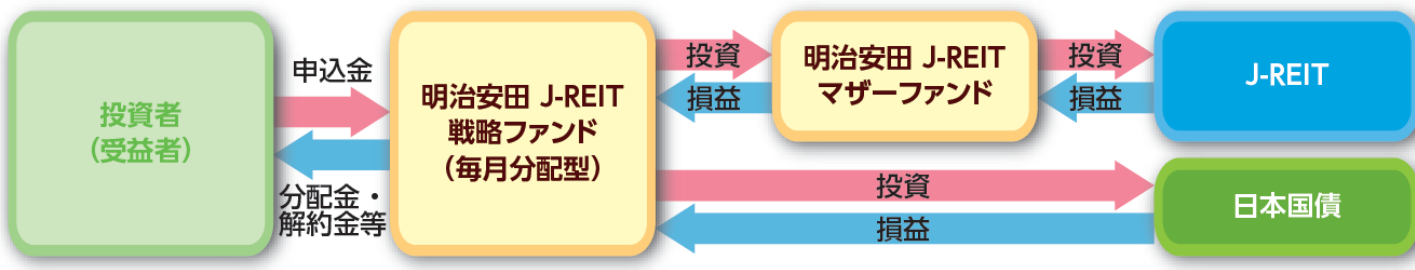 投資者
（受益者）
申込金
分配金・
解約金等
明治安田 J-REIT
戦略ファンド
（毎月分配型）
投資
損益
明治安田 J-REIT
マザーファンド
投資
損益
J-REIT
投資
損益
日本国債